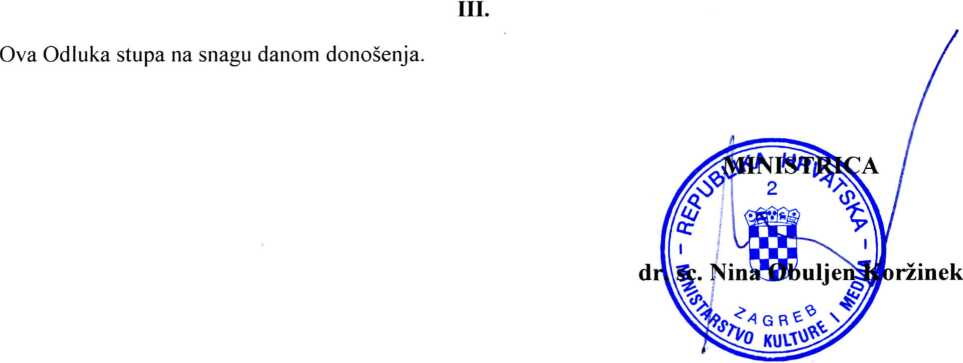 III.
Ova Odluka stupa na snagu danom donošenja.
MINISTRICA
REPUBLIKA HRVATSKA
2
dr. sc. Nina Obuljen Koržinek
ZAGREB
MINISTARSTVO KULTURE I MEDIJA